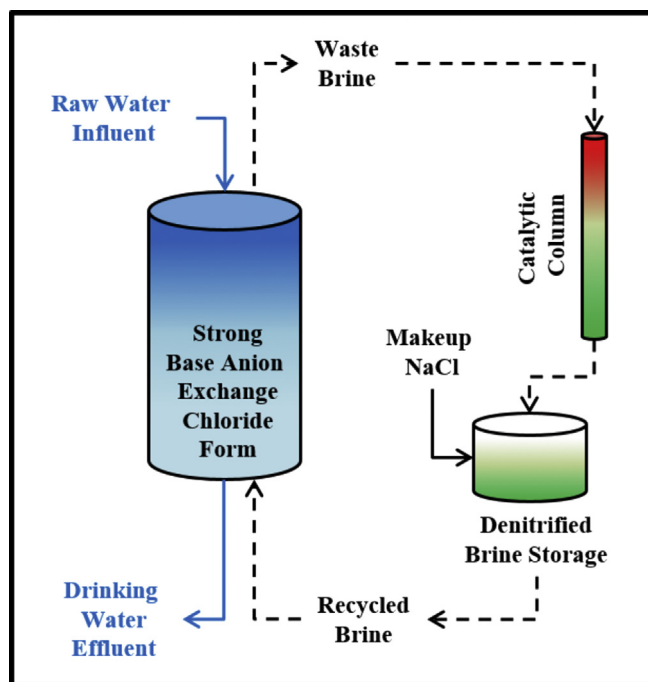 Waste
Brine
Raw Water
Influent
Catalytic
Column
Strong
Base Anion
Exchange
Chloride
Form
Makeup
NaCl
Denitrified
Brine Storage
Drinking
Water
Effluent
Recycled
Brine